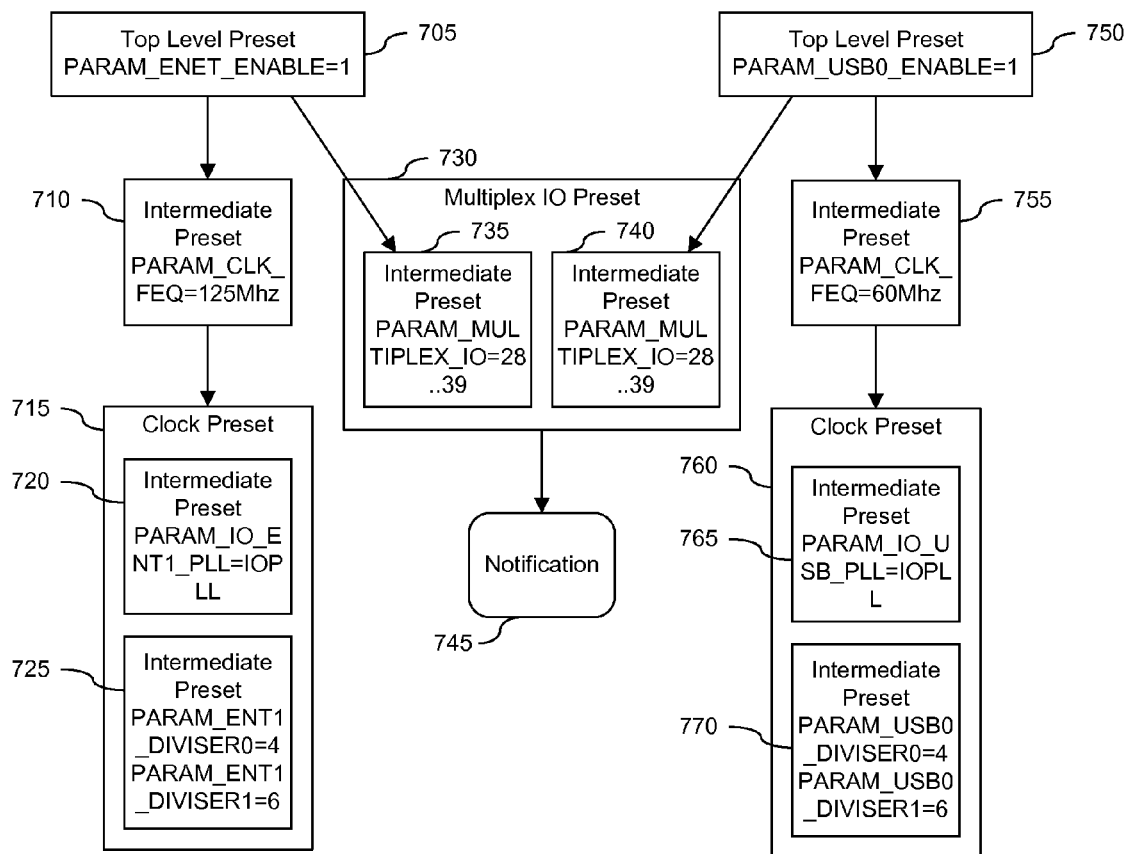 Top Level Preset
PARAM_ENET_ENABLE=1
705
Top Level Preset
PARAM_USB0_ENABLE=1
750
710
Intermediate
Preset
PARAM_CLK_
FEQ=125Mhz
730
Multiplex IO Preset
735
Intermediate
Preset
PARAM_MUL
TIPLEX_IO=28
..39
740
Intermediate
Preset
PARAM_MUL
TIPLEX_IO=28
..39
Intermediate
Preset
PARAM_CLK_
FEQ=60Mhz
755
715
Clock Preset
720
Intermediate
Preset
PARAM_IO_E
NT1_PLL=IOP
LL
725
Intermediate
Preset
PARAM_ENT1
_DIVISER0=4
PARAM_ENT1
_DIVISER1=6
Notification
745
Clock Preset
760
Intermediate
Preset
PARAM_IO_U
SB_PLL=IOPL
L
765
Intermediate
Preset
PARAM_USB0
_DIVISER0=4
PARAM_USB0
_DIVISER1=6
770